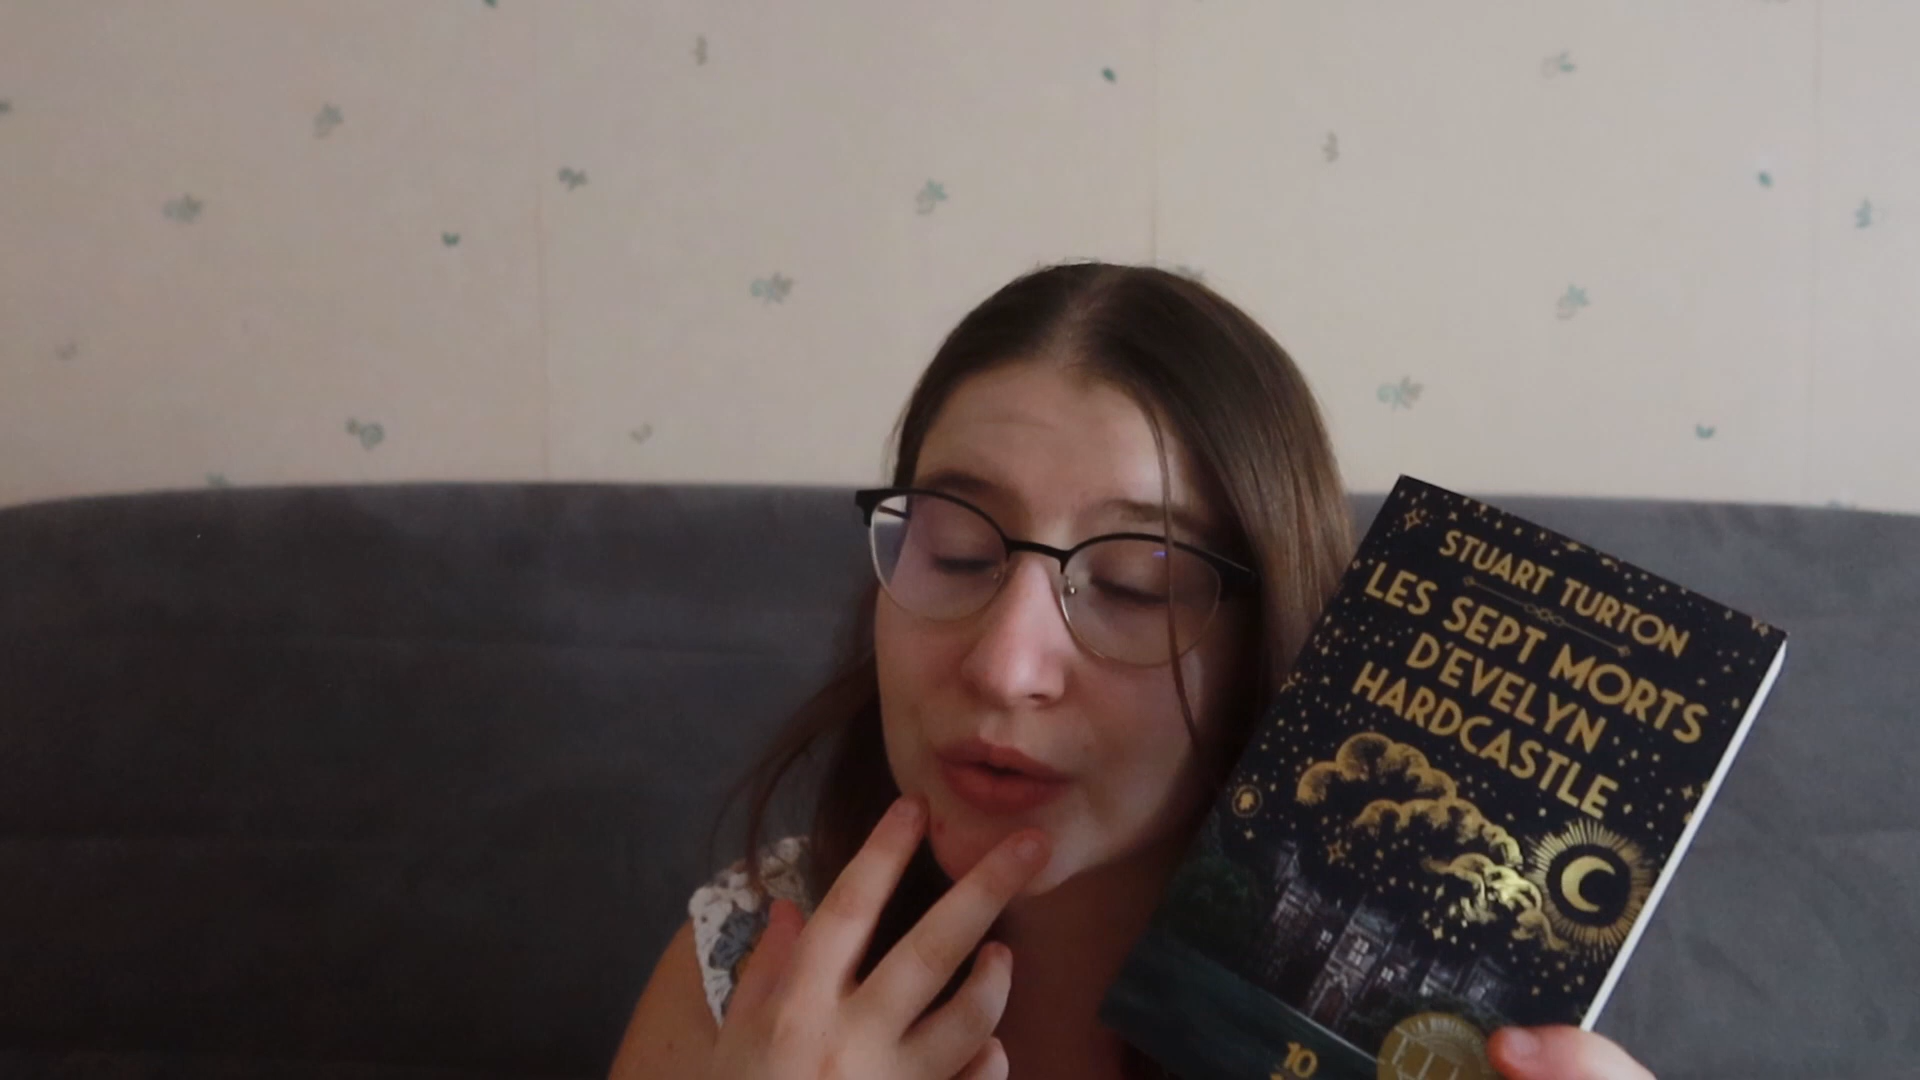 STUART TURTON
LES SEPT MORTS
D'EVELYN
HARDCASTLE
10